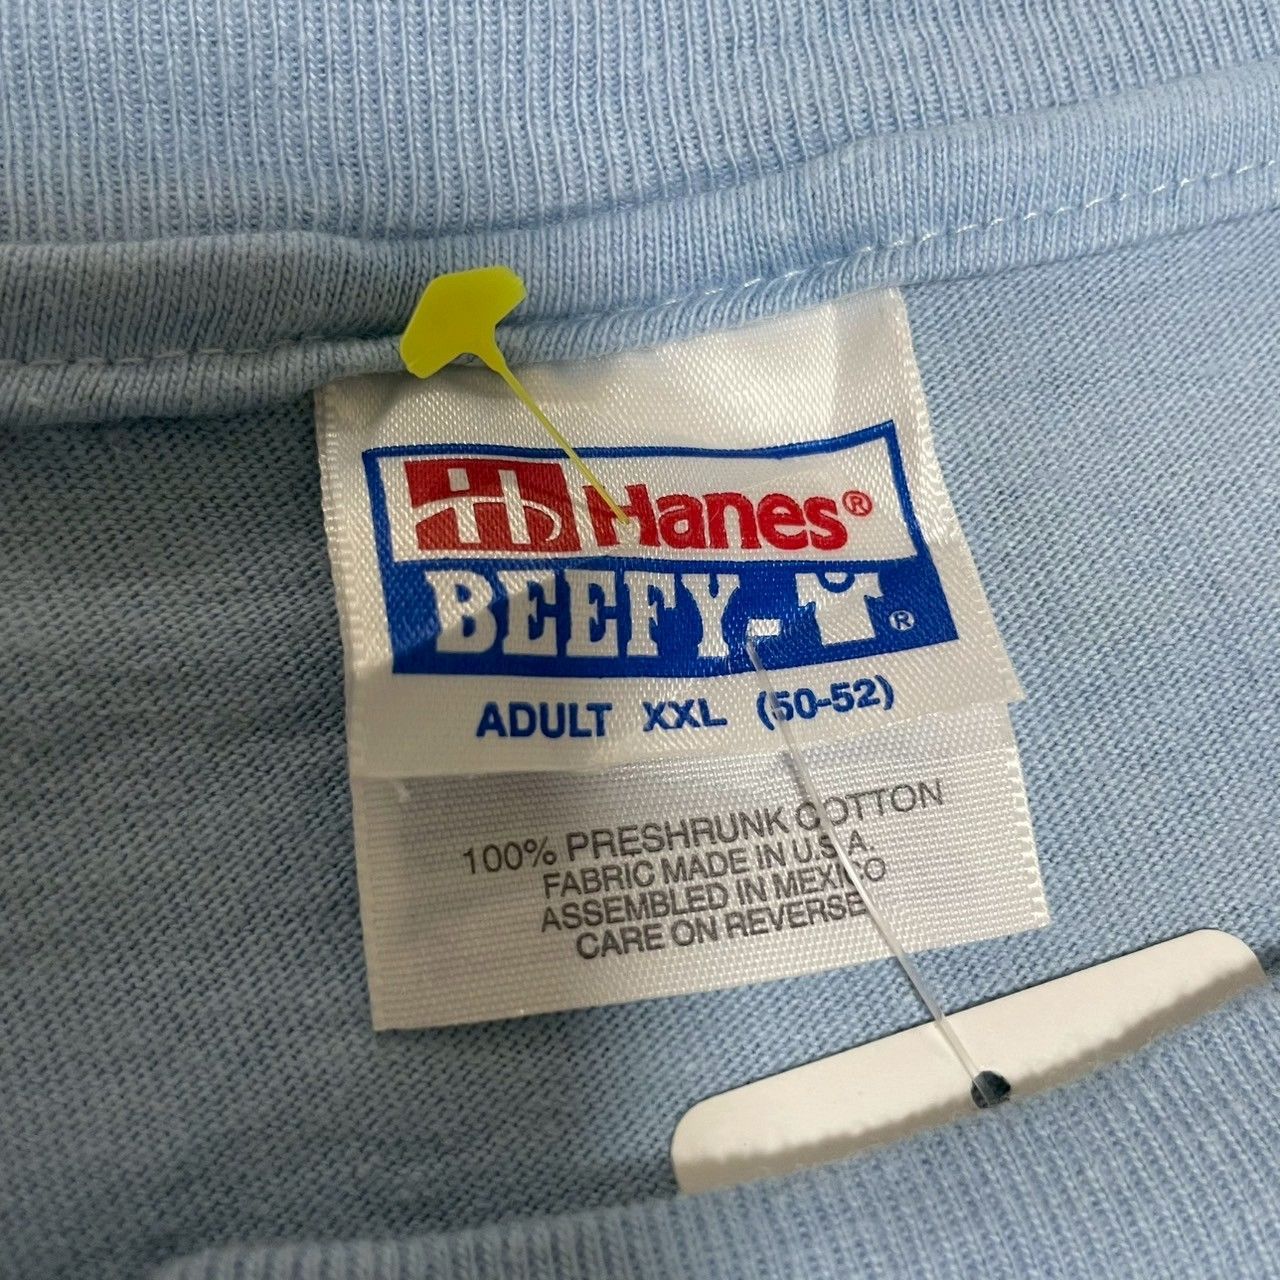 Hanes®
BEEFY-T®
ADULT XXL (50-52)
100% PRESHRUNK COTTON
FABRIC MADE IN U.S.A.
ASSEMBLED IN MEXICO
CARE ON REVERSE